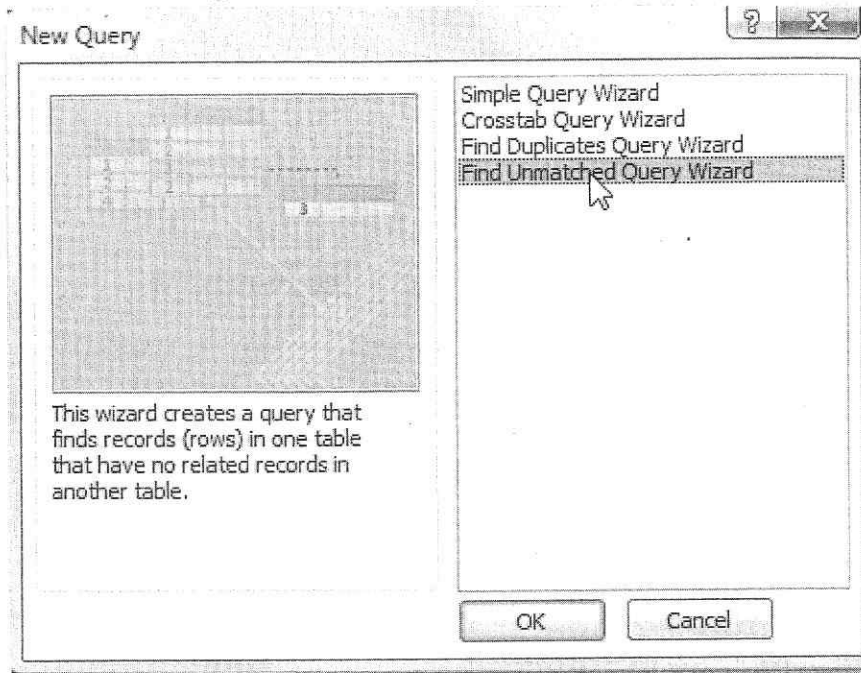 New Query
?
X
Simple Query Wizard
Crosstab Query Wizard
Find Duplicates Query Wizard
Find Unmatched Query Wizard
3
This wizard creates a query that
finds records (rows) in one table
that have no related records in
another table.
OK
Cancel